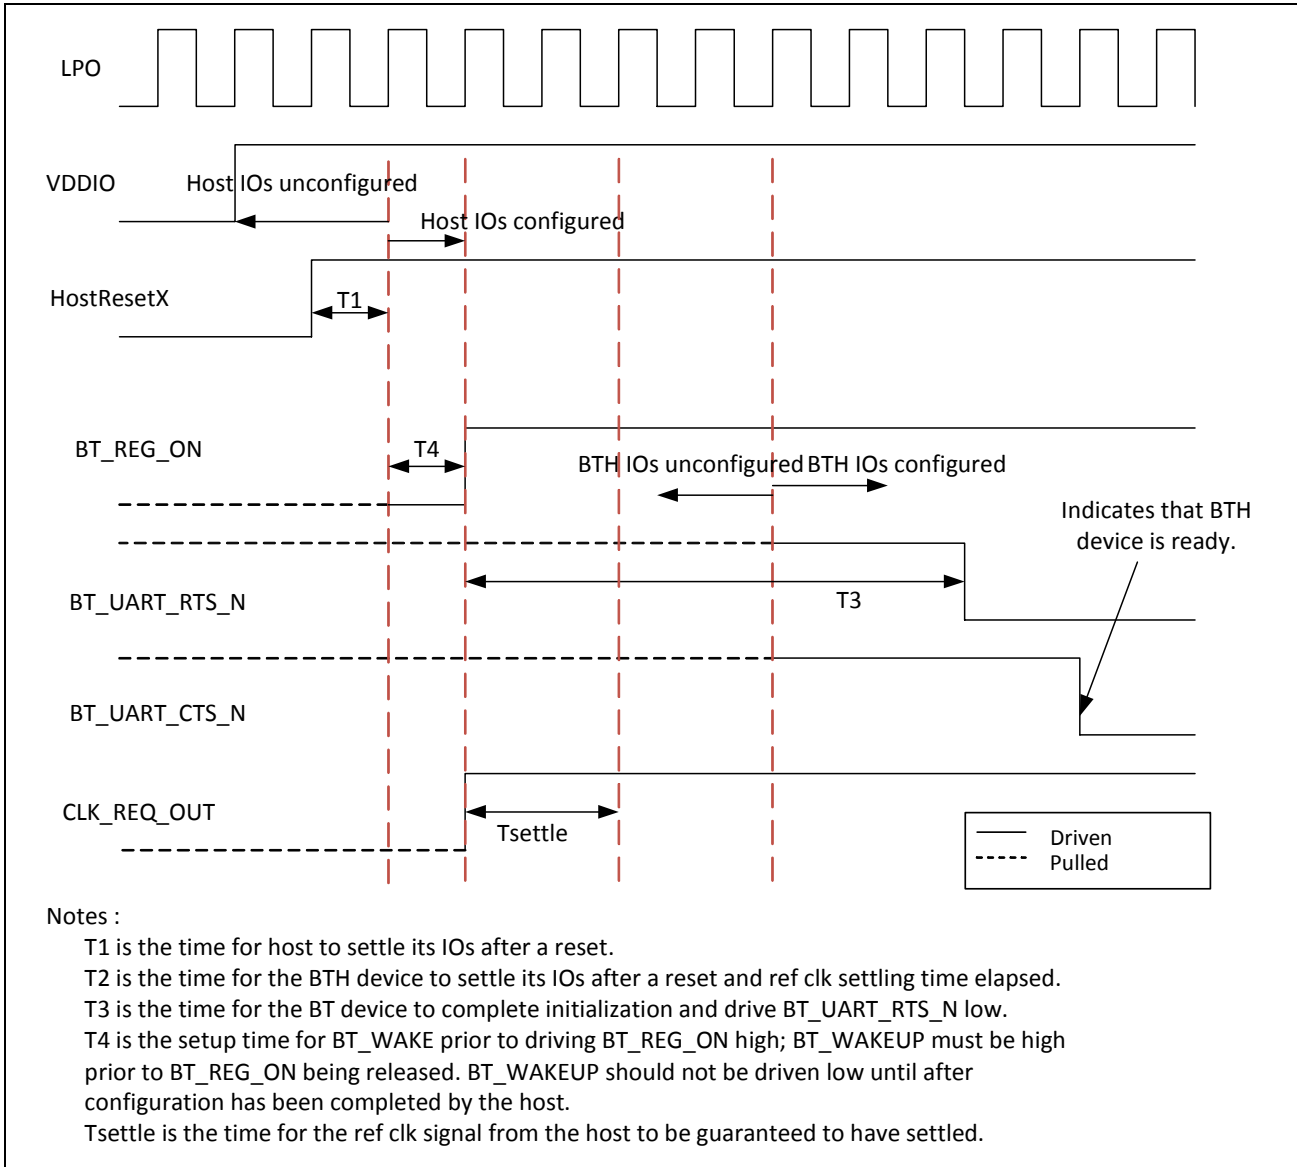 LPO
VDDIO
Host IOs unconfigured
Host IOs configured
HostResetX
T1
BT_REG_ON
T4
BTH IOs unconfigured
BTH IOs configured
Indicates that BTH
device is ready.
BT_UART_RTS_N
T3
BT_UART_CTS_N
CLK_REQ_OUT
Tsettle
Driven
Pulled
Notes :
T1 is the time for host to settle its IOs after a reset.
T2 is the time for the BTH device to settle its IOs after a reset and ref clk settling time elapsed.
T3 is the time for the BT device to complete initialization and drive BT_UART_RTS_N low.
T4 is the setup time for BT_WAKE prior to driving BT_REG_ON high; BT_WAKEUP must be high
prior to BT_REG_ON being released. BT_WAKEUP should not be driven low until after
configuration has been completed by the host.
Tsettle is the time for the ref clk signal from the host to be guaranteed to have settled.